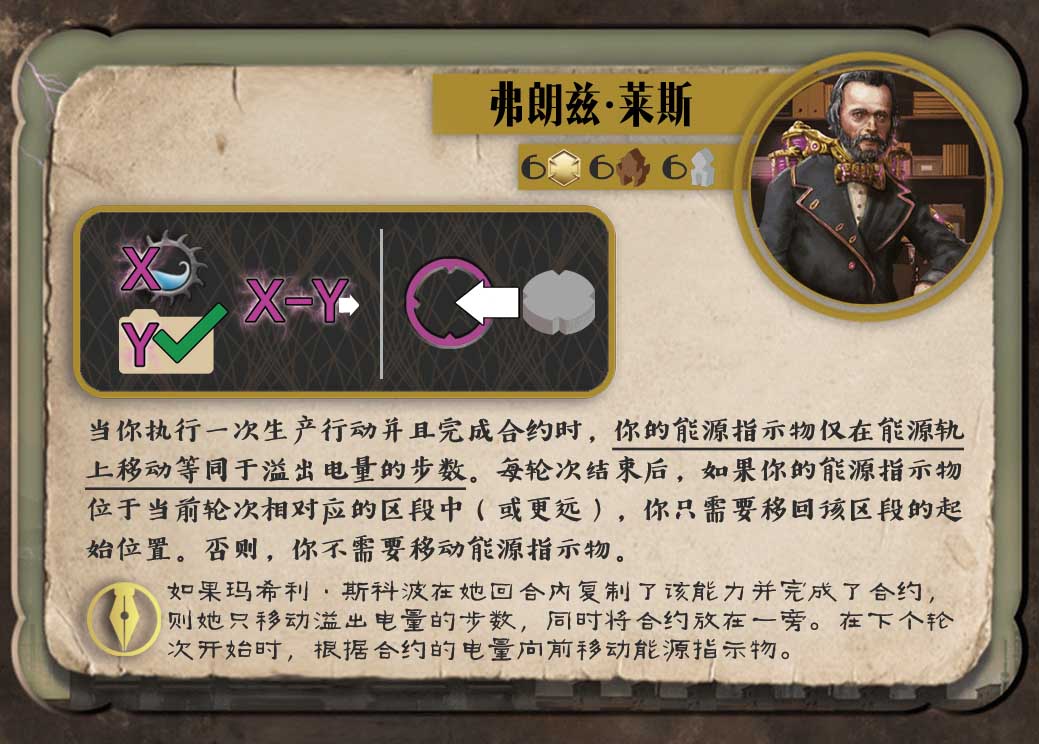 弗朗兹·莱斯
6 6 6
X
Y
X-Y
当你执行一次生产行动并且完成合约时，你的能源指示物仅在能源轨
上移动等同于溢出电量的步数。每轮次结束后，如果你的能源指示物
位于当前轮次相对应的区段中（或更远），你只需要移回该区段的起
始位置。否则，你不需要移动能源指示物。
如果玛希利·斯科波在她回合内复制了该能力并完成了合约，
则她只移动溢出电量的步数，同时将合约放在一旁。在下个轮
次开始时，根据合约的电量向前移动能源指示物。